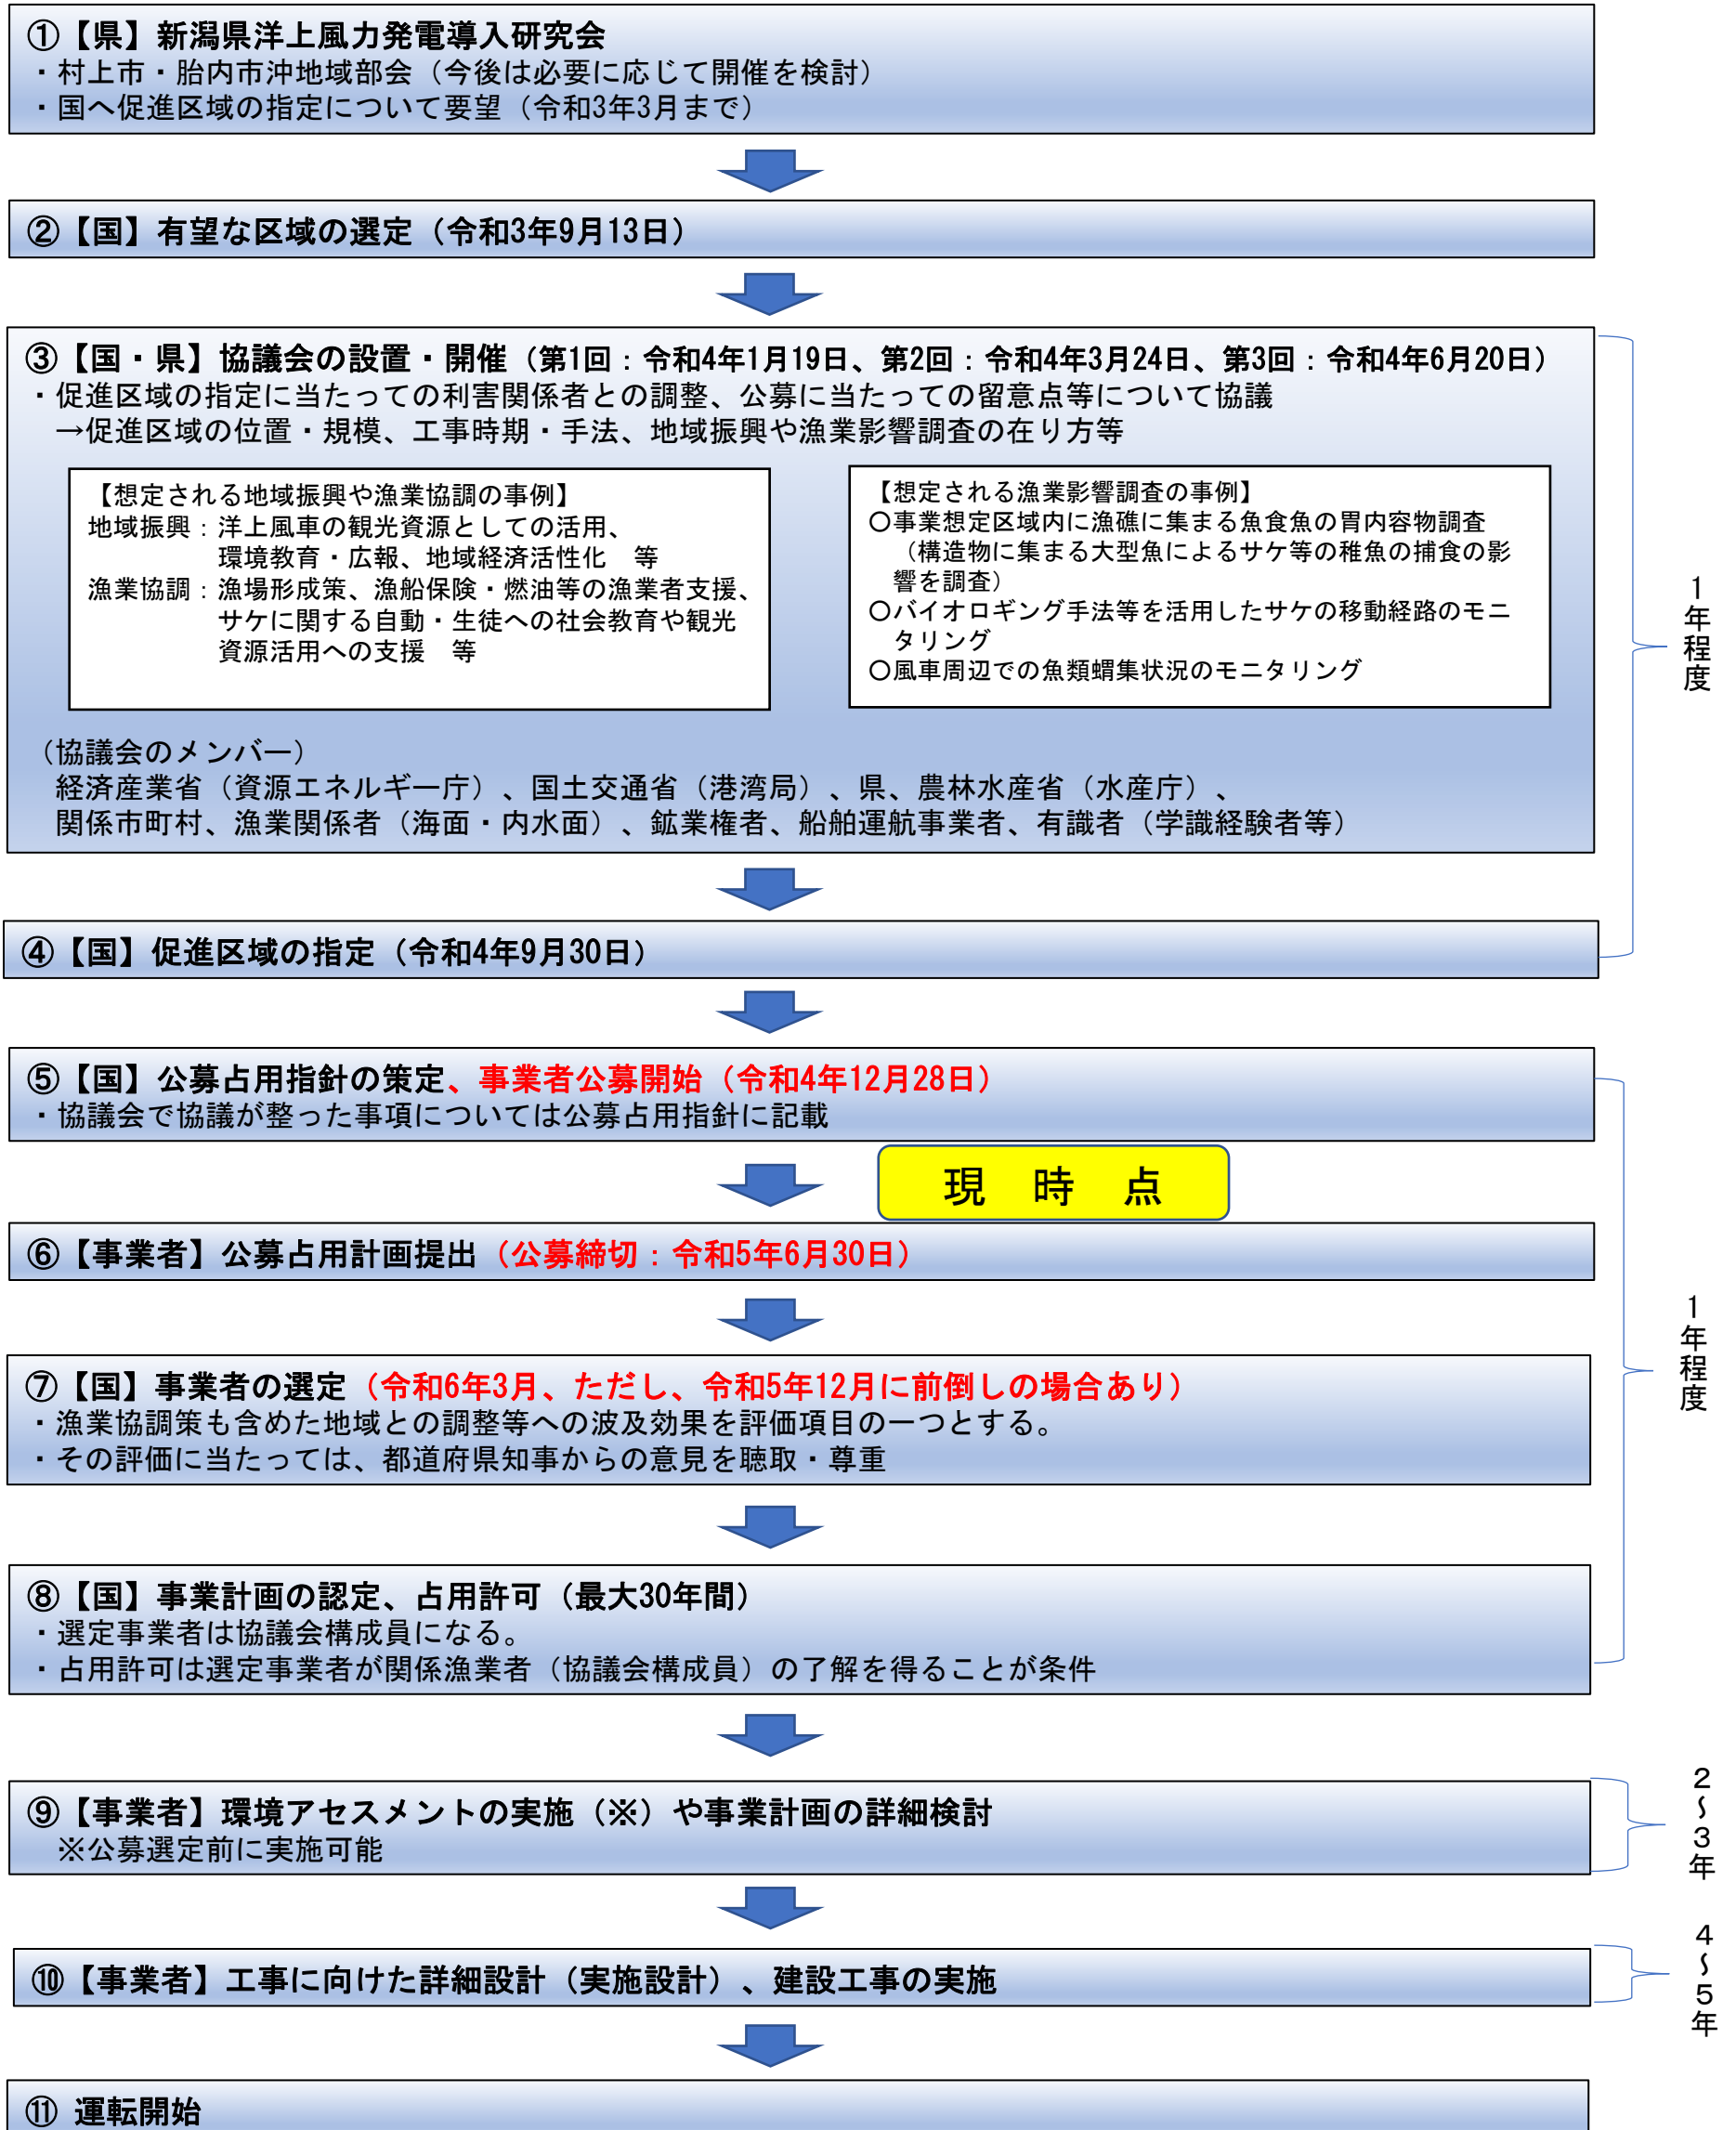 ①【県】新潟県洋上風力発電導入研究会
・村上市・胎内市沖地域部会（今後は必要に応じて開催を検討）
・国へ促進区域の指定について要望（令和3年3月まで）
②【国】有望な区域の選定（令和3年9月13日）
③【国・県】協議会の設置・開催（第1回：令和4年1月19日、第2回：令和4年3月24日、第3回：令和4年6月20日）
・促進区域の指定に当たっての利害関係者との調整、公募に当たっての留意点等について協議
→促進区域の位置・規模、工事時期・手法、地域振興や漁業影響調査の在り方等
【想定される地域振興や漁業協調の事例】
地域振興：洋上風車の観光資源としての活用、
環境教育・広報、地域経済活性化　等
漁業協調：漁場形成策、漁船保険・燃油等の漁業者支援、
サケに関する自動・生徒への社会教育や観光
資源活用への支援　等
【想定される漁業影響調査の事例】
〇事業想定区域内に漁礁に集まる魚食魚の胃内容物調査
（構造物に集まる大型魚によるサケ等の稚魚の捕食の影
響を調査）
〇バイオロギング手法等を活用したサケの移動経路のモニ
タリング
〇風車周辺での魚類蝟集状況のモニタリング
（協議会のメンバー）
経済産業省（資源エネルギー庁）、国土交通省（港湾局）、県、農林水産省（水産庁）、
関係市町村、漁業関係者（海面・内水面）、鉱業権者、船舶運航事業者、有識者（学識経験者等）
1年程度
④【国】促進区域の指定（令和4年9月30日）
⑤【国】公募占用指針の策定、事業者公募開始（令和4年12月28日）
・協議会で協議が整った事項については公募占用指針に記載
現　時　点
⑥【事業者】公募占用計画提出（公募締切：令和5年6月30日）
1年程度
⑦【国】事業者の選定（令和6年3月、ただし、令和5年12月に前倒しの場合あり）
・漁業協調策も含めた地域との調整等への波及効果を評価項目の一つとする。
・その評価に当たっては、都道府県知事からの意見を聴取・尊重
⑧【国】事業計画の認定、占用許可（最大30年間）
・選定事業者は協議会構成員になる。
・占用許可は選定事業者が関係漁業者（協議会構成員）の了解を得ることが条件
⑨【事業者】環境アセスメントの実施（※）や事業計画の詳細検討
※公募選定前に実施可能
2～3年
⑩【事業者】工事に向けた詳細設計（実施設計）、建設工事の実施
4～5年
⑪ 運転開始